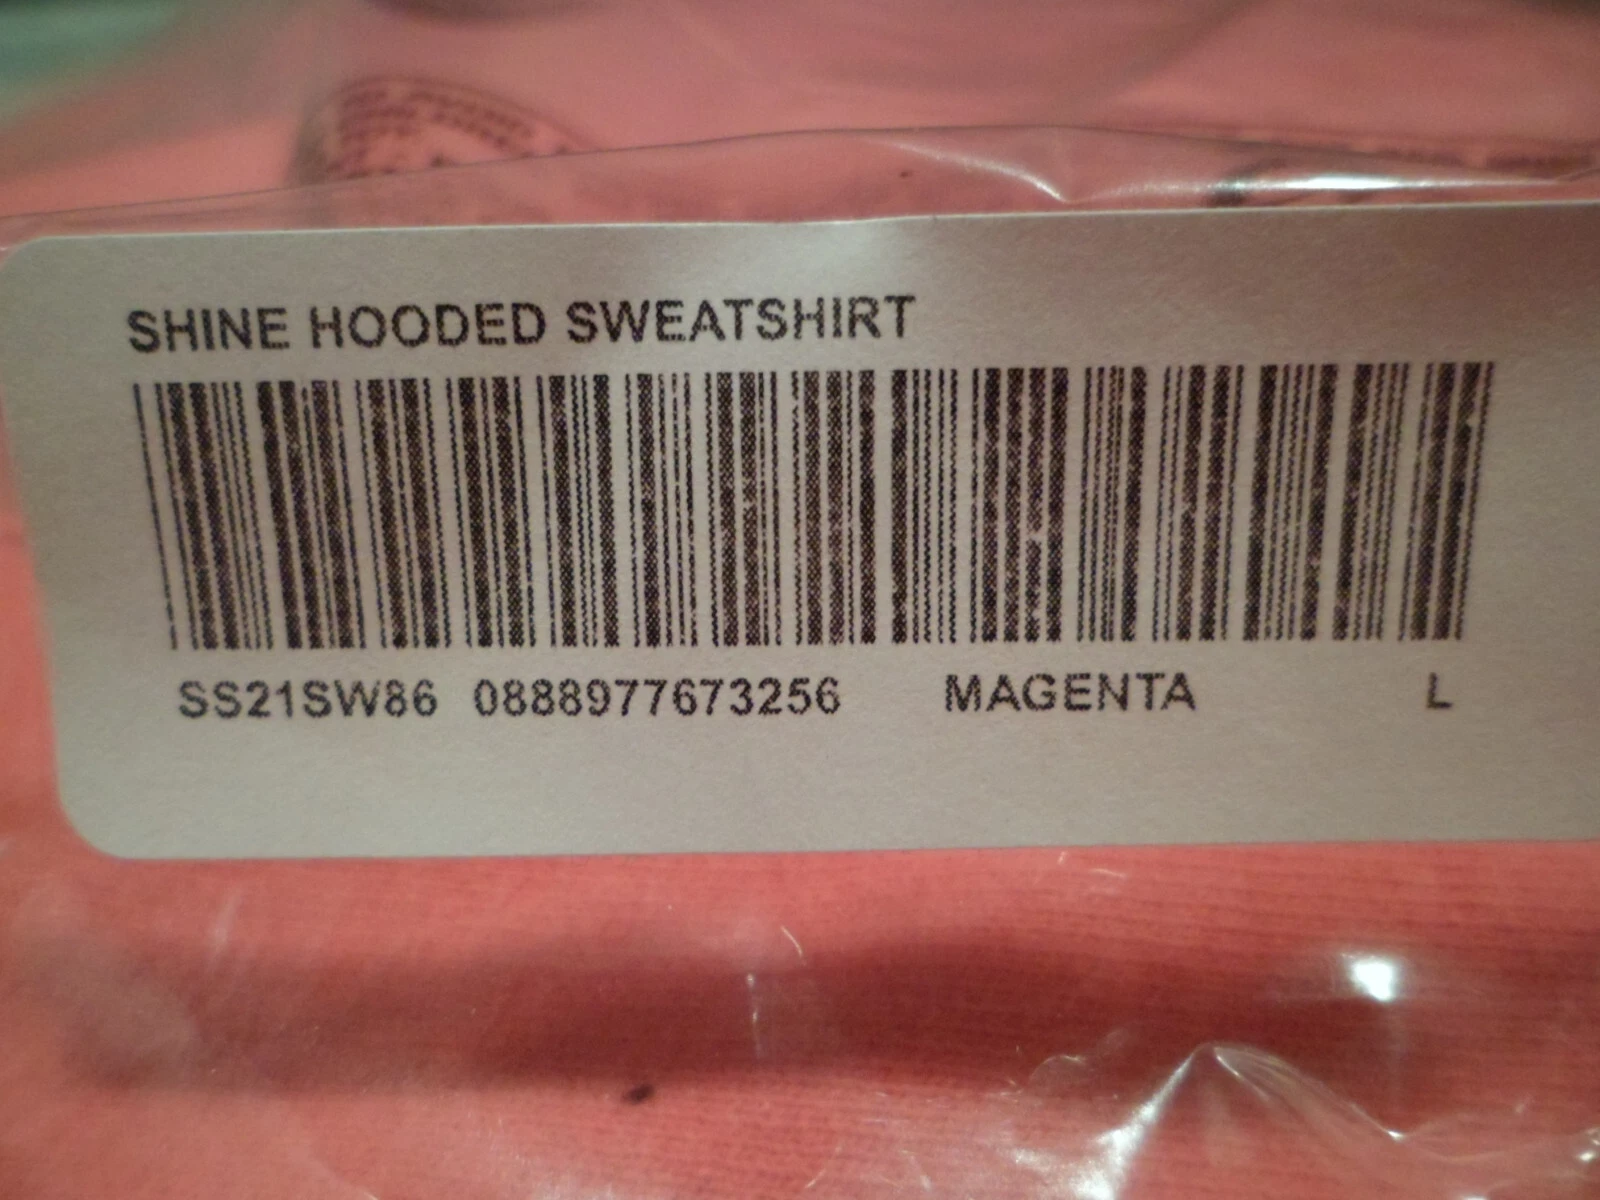 SHINE HOODED SWEATSHIRT
SS21SW86 0888977673256 MAGENTA L